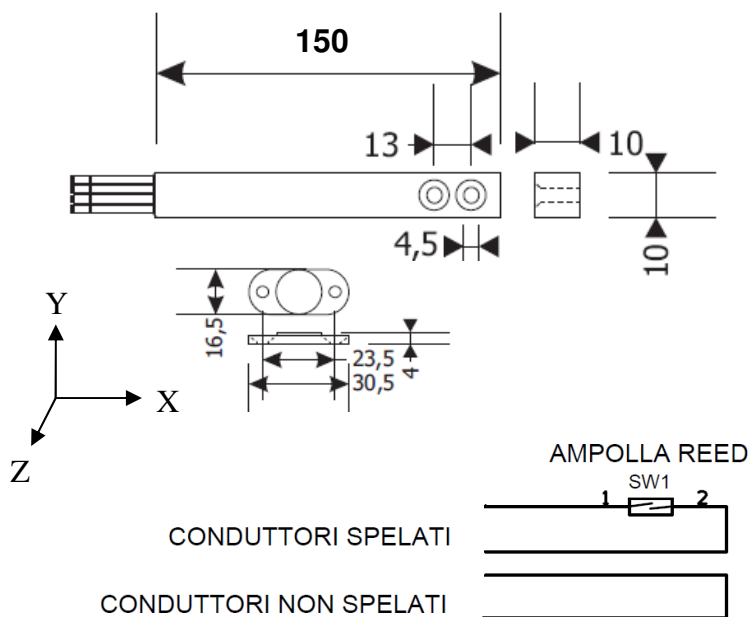 150
13
10
4,5
10
16,5
23,5
30,5
4
Y
X
Z
AMPOLLA REED
SW1
1 2
CONDUTTORI SPELATI
CONDUTTORI NON SPELATI